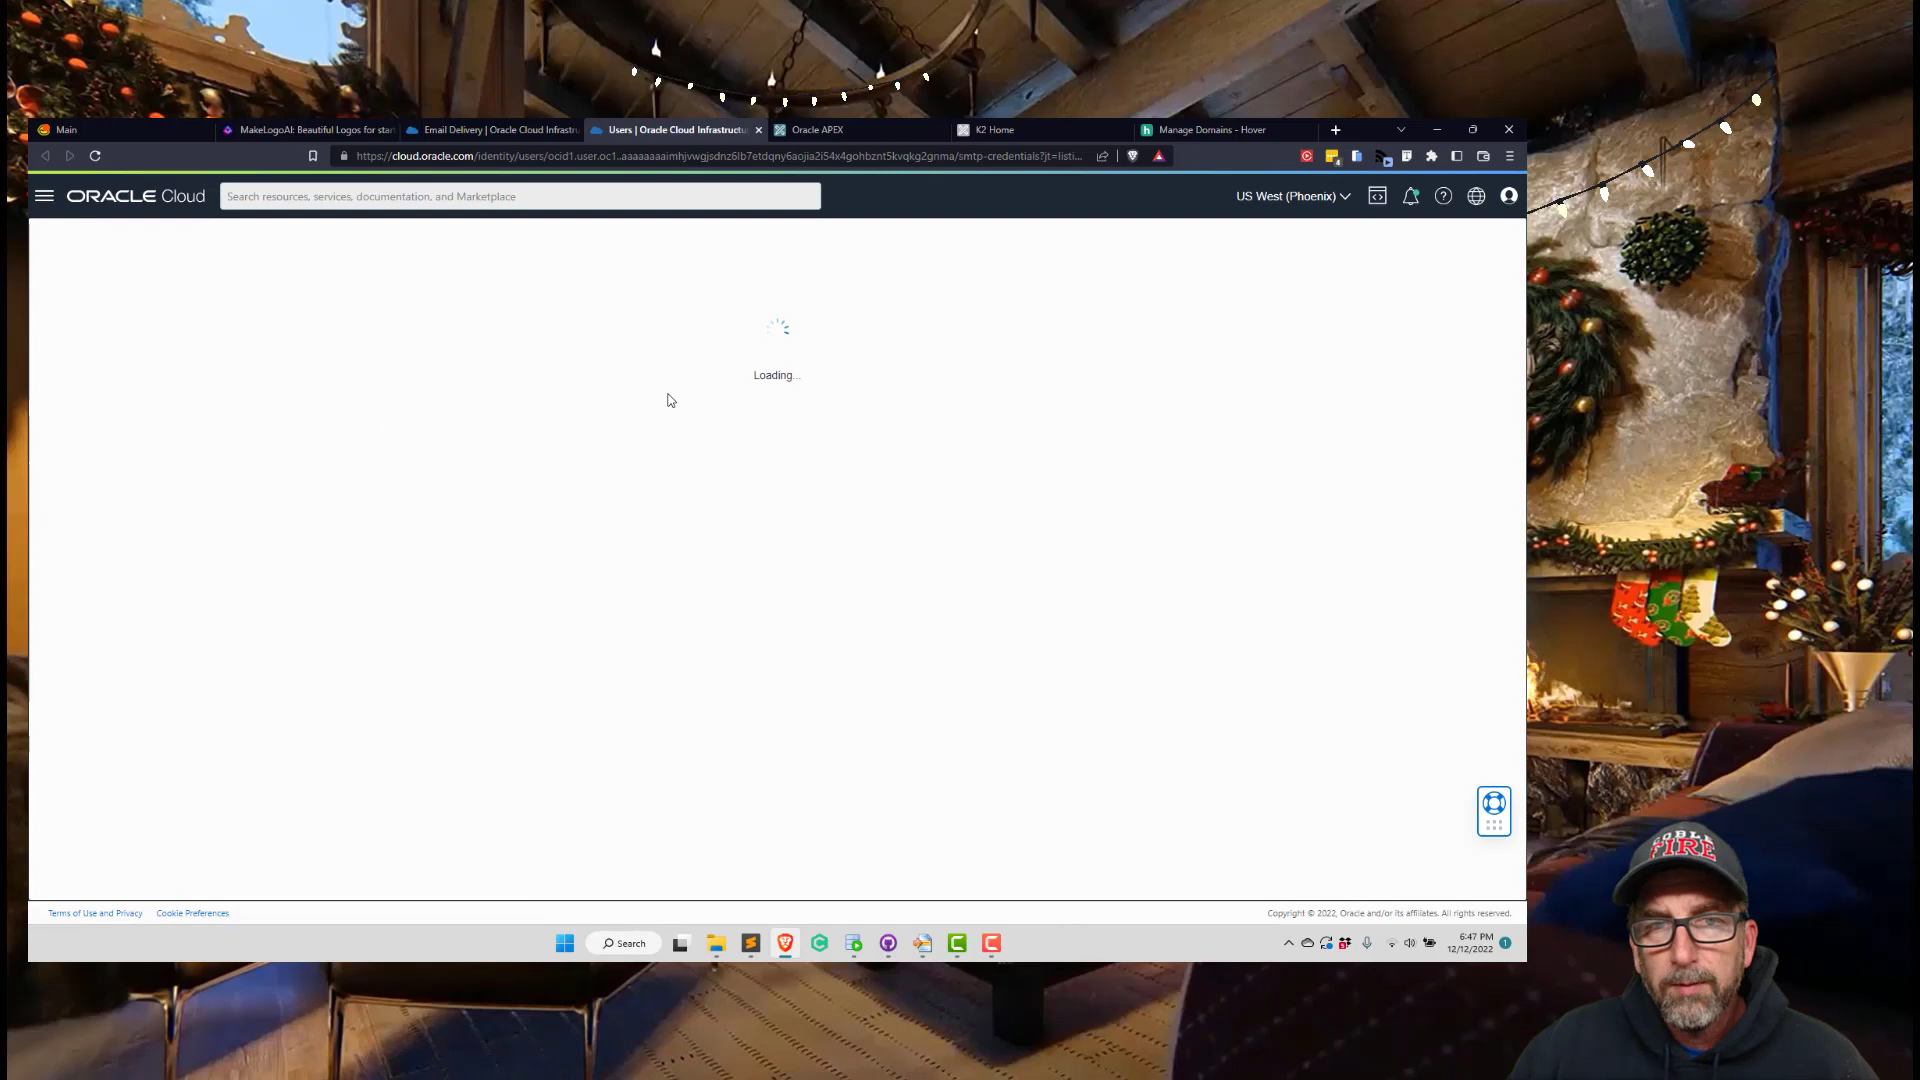 Main
MakeLogoAI: Beautiful Logos for star
Email Delivery | Oracle Cloud Infrastru
Users | Oracle Cloud Infrastructu
Oracle APEX
K2 Home
Manage Domains - Hover
https://cloud.oracle.com/identity/users/ocid1.user.oc1..aaaaaaaaimhjvwgjsdnz6lb7etdqny6aojia2i54x4gohbznt5kvqkg2gnma/smtp-credentials?jt=listi...
ORACLE Cloud
Search resources, services, documentation, and Marketplace
US West (Phoenix)
Loading...
Terms of Use and Privacy
Cookie Preferences
Copyright © 2022, Oracle and/or its affiliates. All rights reserved.
Search
6:47 PM
12/12/2022
1
FIRE